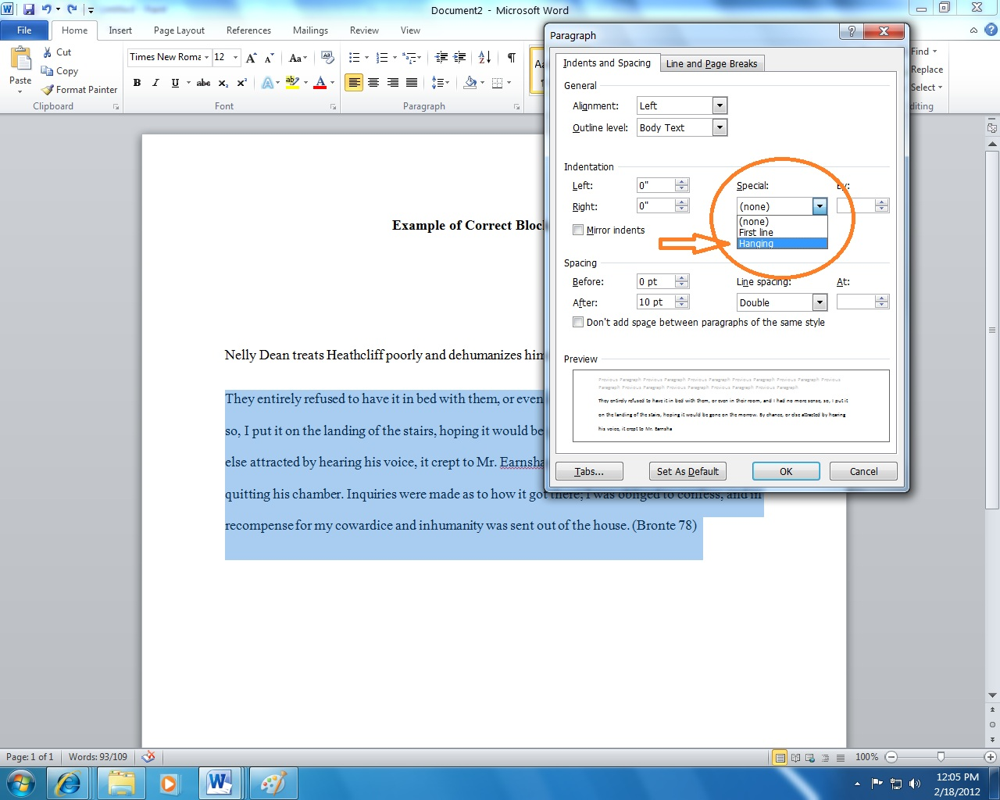 Document2 - Microsoft Word
File Home Insert Page Layout References Mailings Review View
Paste
Cut
Copy
Format Painter
Clipboard
Times New Roma 12
Font
Paragraph
Find
Replace
Select
diting
Example of Correct Bloc
Nelly Dean treats Heathcliff poorly and dehumanizes him
They entirely refused to have it in bed with them, or even
so, I put it on the landing of the stairs, hoping it would be
else attracted by hearing his voice, it crept to Mr. Earnsha
quitting his chamber. Inquiries were made as to how it got there; I was obliged to confess, and in
recompense for my cowardice and inhumanity was sent out of the house. (Bronte 78)
Paragraph
Indents and Spacing Line and Page Breaks
General
Alignment: Left
Outline level: Body Text
Indentation
Left: 0" Special: By:
Right: 0" (none)
(none)
Mirror indents First line
Hanging
Spacing
Before: 0 pt Line spacing: At:
After: 10 pt Double
Don't add space between paragraphs of the same style
Preview
Previous Paragraph Previous Paragraph Previous Paragraph Previous Paragraph Previous Paragraph Previous
Paragraph Previous Paragraph Previous Paragraph Previous Paragraph Previous Paragraph
They entirely refused to have it in bed with them, or even in their room, and I had no more sense, so, I put it
on the landing of the stairs, hoping it would be gone on the morrow. By chance, or else attracted by hearing
his voice, it crept to Mr. Earnsha
Tabs... Set As Default OK Cancel
Page: 1 of 1 Words: 93/109 100%
12:05 PM
2/18/2012